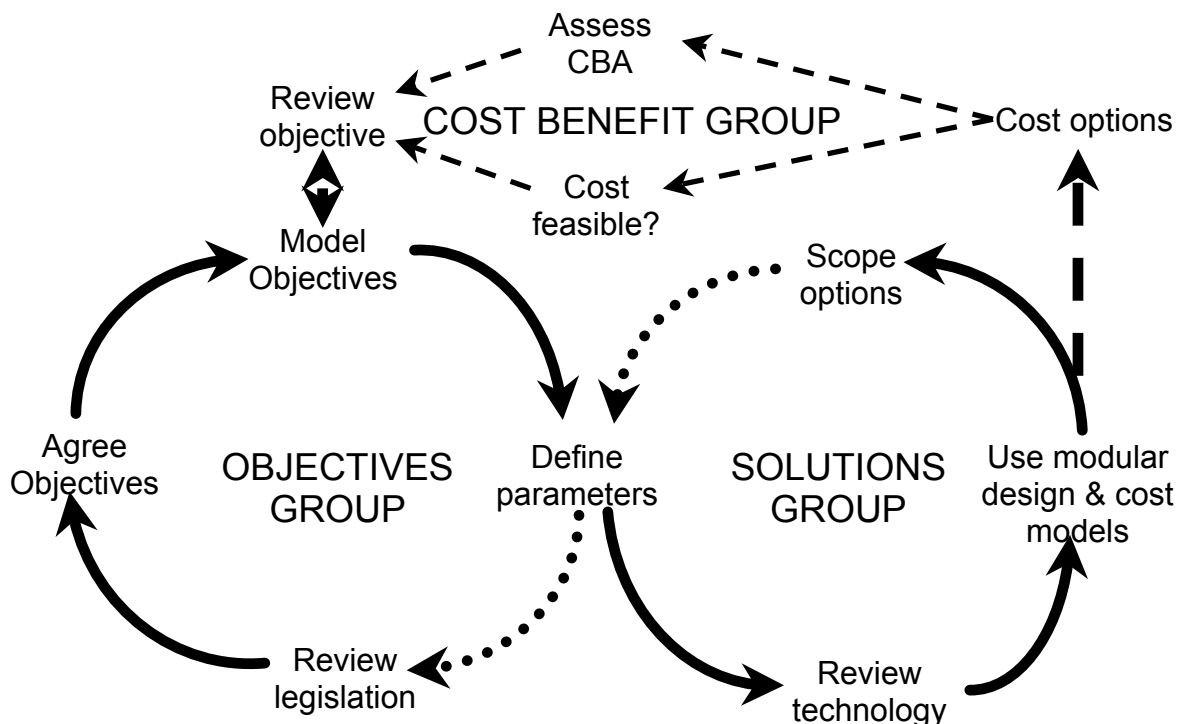 Assess
CBA
Review
objective
COST BENEFIT GROUP
Cost options
Cost
feasible?
Model
Objectives
Scope
options
Agree
Objectives
OBJECTIVES
GROUP
Define
parameters
SOLUTIONS
GROUP
Use modular
design & cost
models
Review
legislation
Review
technology